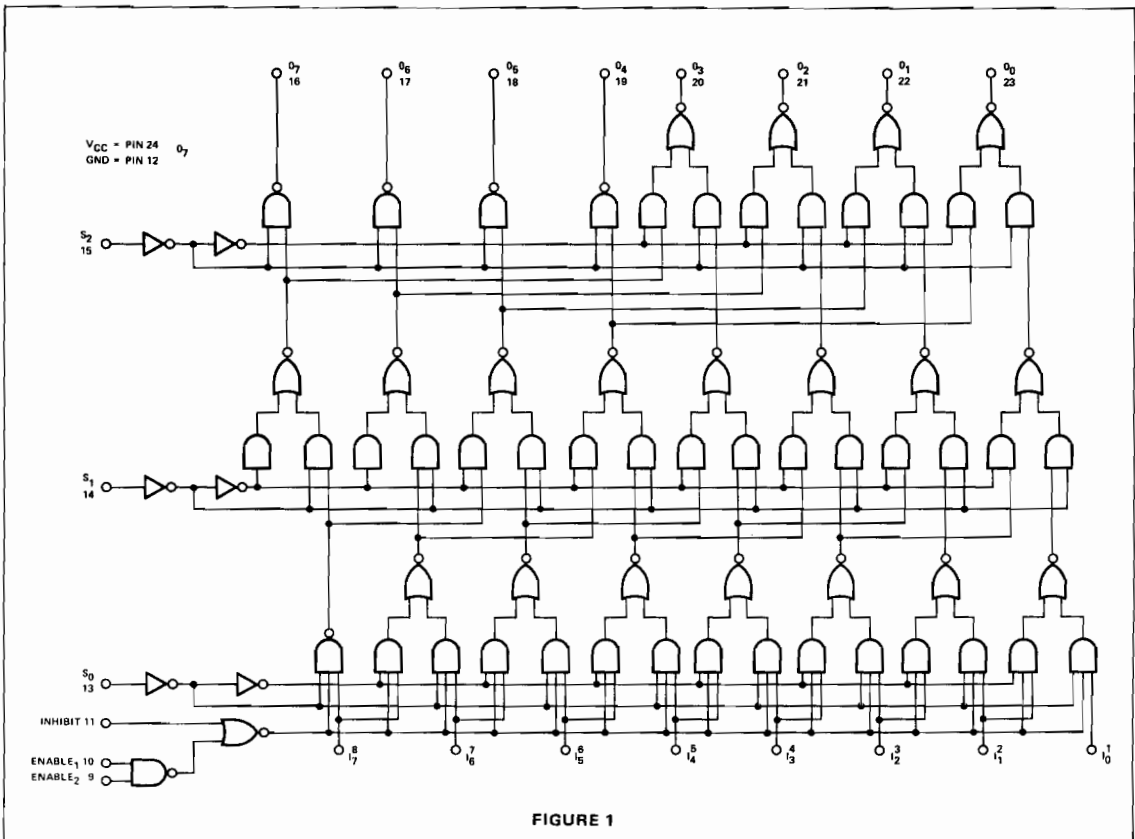 O7 O6 O5 O4 O3 O2 O1 O0
16 17 18 19 20 21 22 23
VCC = PIN 24 O7
GND = PIN 12
S2
15
S1
14
S0
13
INHIBIT 11
ENABLE1 10
ENABLE2 9
8 7 6 5 4 3 2 1
I7 I6 I5 I4 I3 I2 I1 I0
FIGURE 1